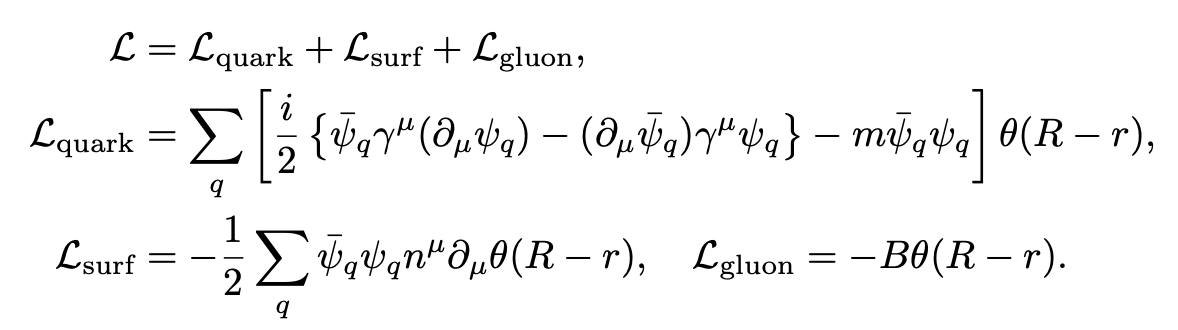 ℒ = ℒ_quark + ℒ_surf + ℒ_gluon,
ℒ_quark = ∑_q [ i/2 { ψ̄_q γ^μ (∂_μ ψ_q) − (∂_μ ψ̄_q) γ^μ ψ_q } − m ψ̄_q ψ_q ] θ(R − r),
ℒ_surf = − 1/2 ∑_q ψ̄_q ψ_q n^μ ∂_μ θ(R − r), ℒ_gluon = −Bθ(R − r).